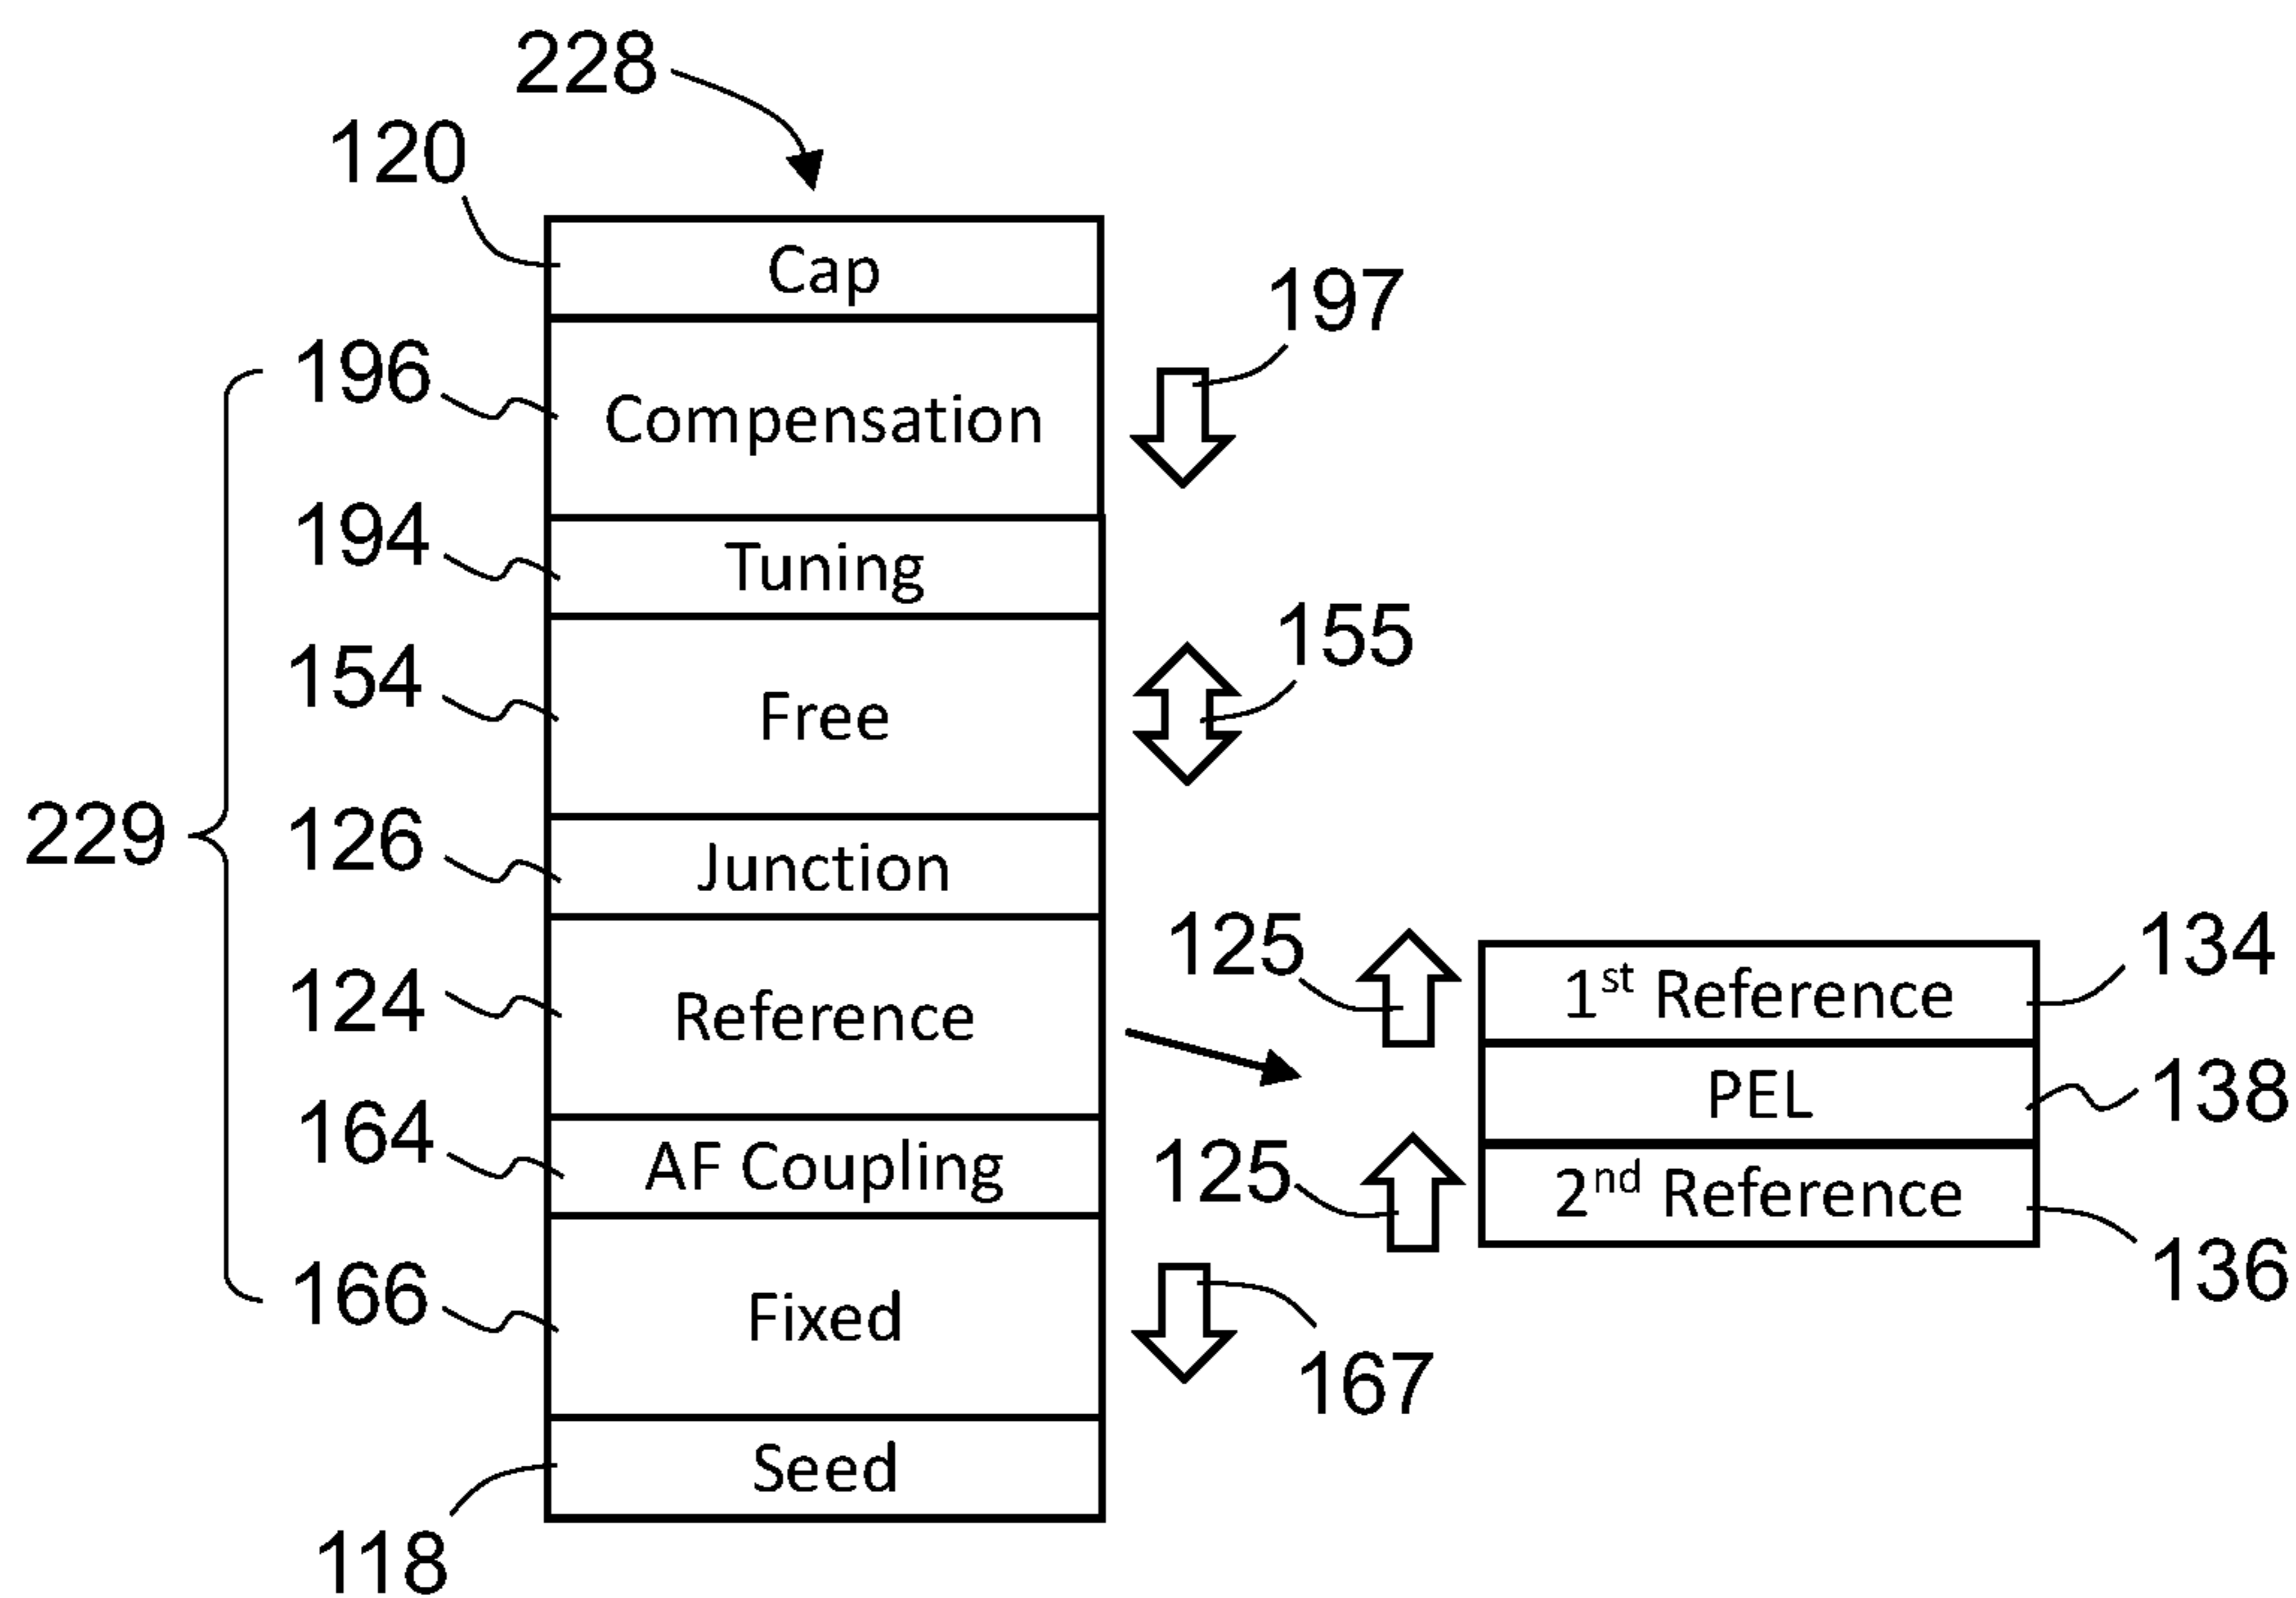 228
120
Cap
197
196
Compensation
194
Tuning
155
154
Free
229
126
Junction
125
134
1st Reference
124
Reference
PEL
138
164
AF Coupling
125
2nd Reference
136
166
Fixed
167
Seed
118